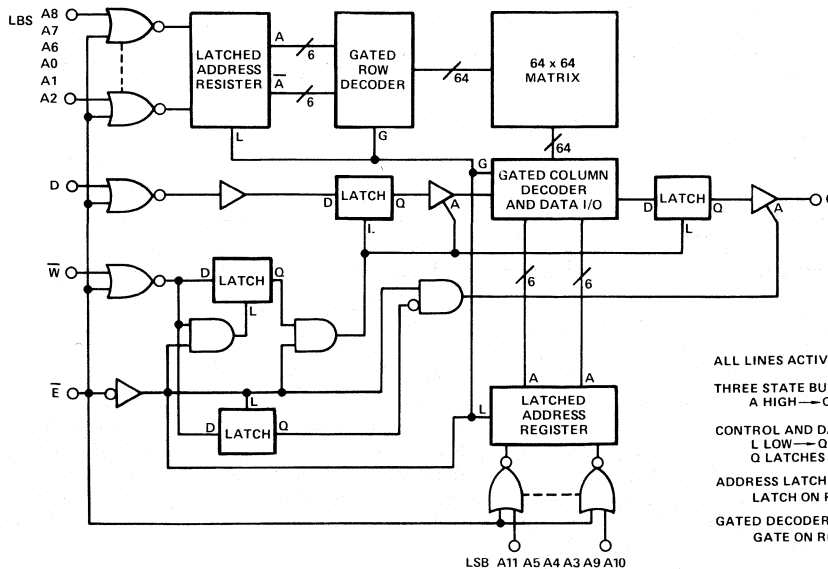 LBS A8
A7
A6
A0
A1
A2
LATCHED
ADDRESS
RESISTER
A
6
A
6
L
GATED
ROW
DECODER
G
64
64 x 64
MATRIX
64
D
D LATCH Q
L
A
G
GATED COLUMN
DECODER
AND DATA I/O
D LATCH Q
L
A
W
D LATCH Q
L
6
6
E
L
D LATCH Q
A A
L
LATCHED
ADDRESS
REGISTER
LSB A11 A5 A4 A3 A9 A10
ALL LINES
THREE STATE
A HIGH
CONTROL AND
L LOW → Q
Q LATCHES
ADDRESS
LATCH ON
GATED DECODER
GATE ON